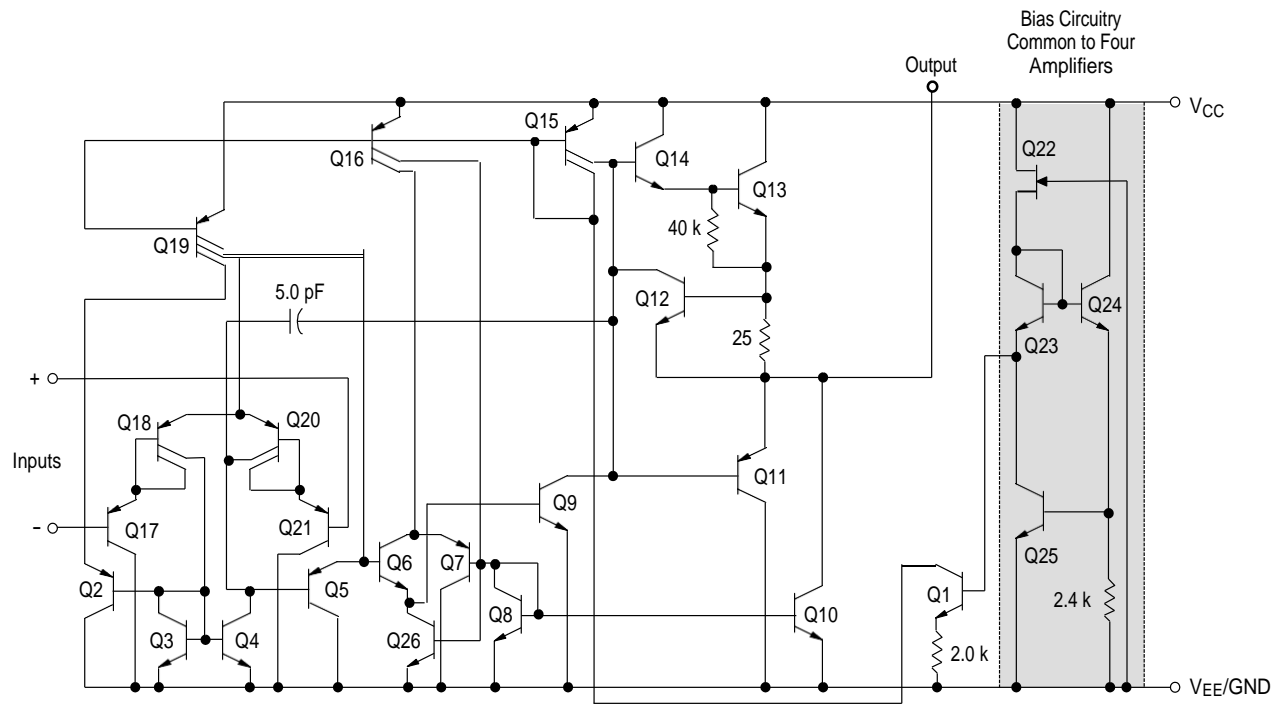 Bias Circuitry
Common to Four
Amplifiers
Output
VCC
Q15
Q16
Q14
Q13
Q22
40 k
Q19
5.0 pF
Q12
Q24
25
Q23
+
Q18
Q20
Inputs
Q11
Q9
–
Q17
Q21
Q25
Q6
Q7
Q2
Q5
Q8
Q1
2.4 k
Q3
Q4
Q26
Q10
2.0 k
VEE/GND